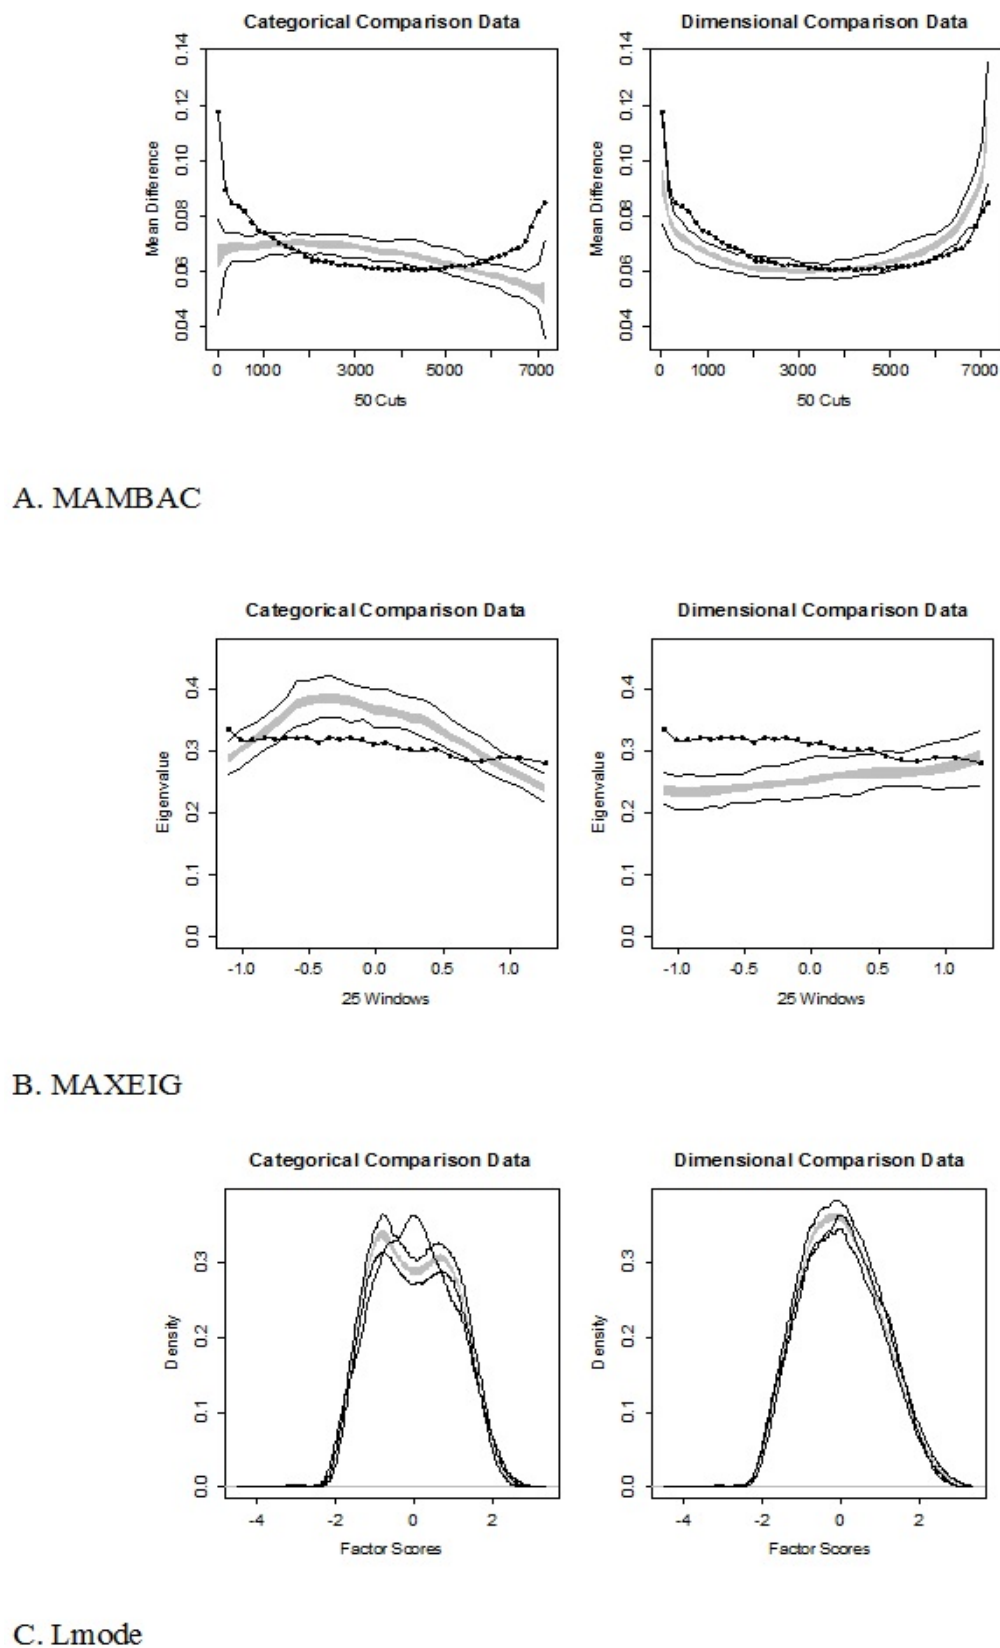 Categorical Comparison Data
Dimensional Comparison Data
Mean Difference
0.04 0.06 0.08 0.10 0.12 0.14
0 1000 3000 5000 7000
50 Cuts
Mean Difference
0.04 0.06 0.08 0.10 0.12 0.14
0 1000 3000 5000 7000
50 Cuts
A. MAMBAC
Categorical Comparison Data
Dimensional Comparison Data
Eigenvalue
0.0 0.1 0.2 0.3 0.4
-1.0 -0.5 0.0 0.5 1.0
25 Windows
Eigenvalue
0.0 0.1 0.2 0.3 0.4
-1.0 -0.5 0.0 0.5 1.0
25 Windows
B. MAXEIG
Categorical Comparison Data
Dimensional Comparison Data
Density
0.0 0.1 0.2 0.3
-4 -2 0 2
Factor Scores
Density
0.0 0.1 0.2 0.3
-4 -2 0 2
Factor Scores
C. Lmode